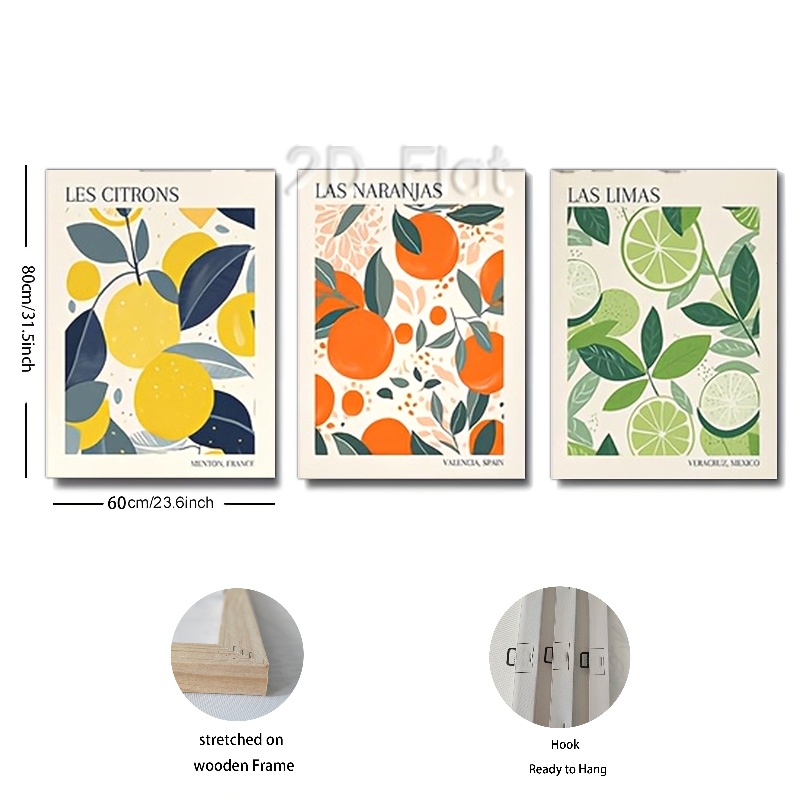 2D Flat.
LES CITRONS
LAS NARANJAS
LAS LIMAS
80cm/31.5inch
MENTON, FRANCE
VALENCIA, SPAIN
VERACRUZ, MEXICO
60cm/23.6inch
stretched on
wooden Frame
Hook
Ready to Hang